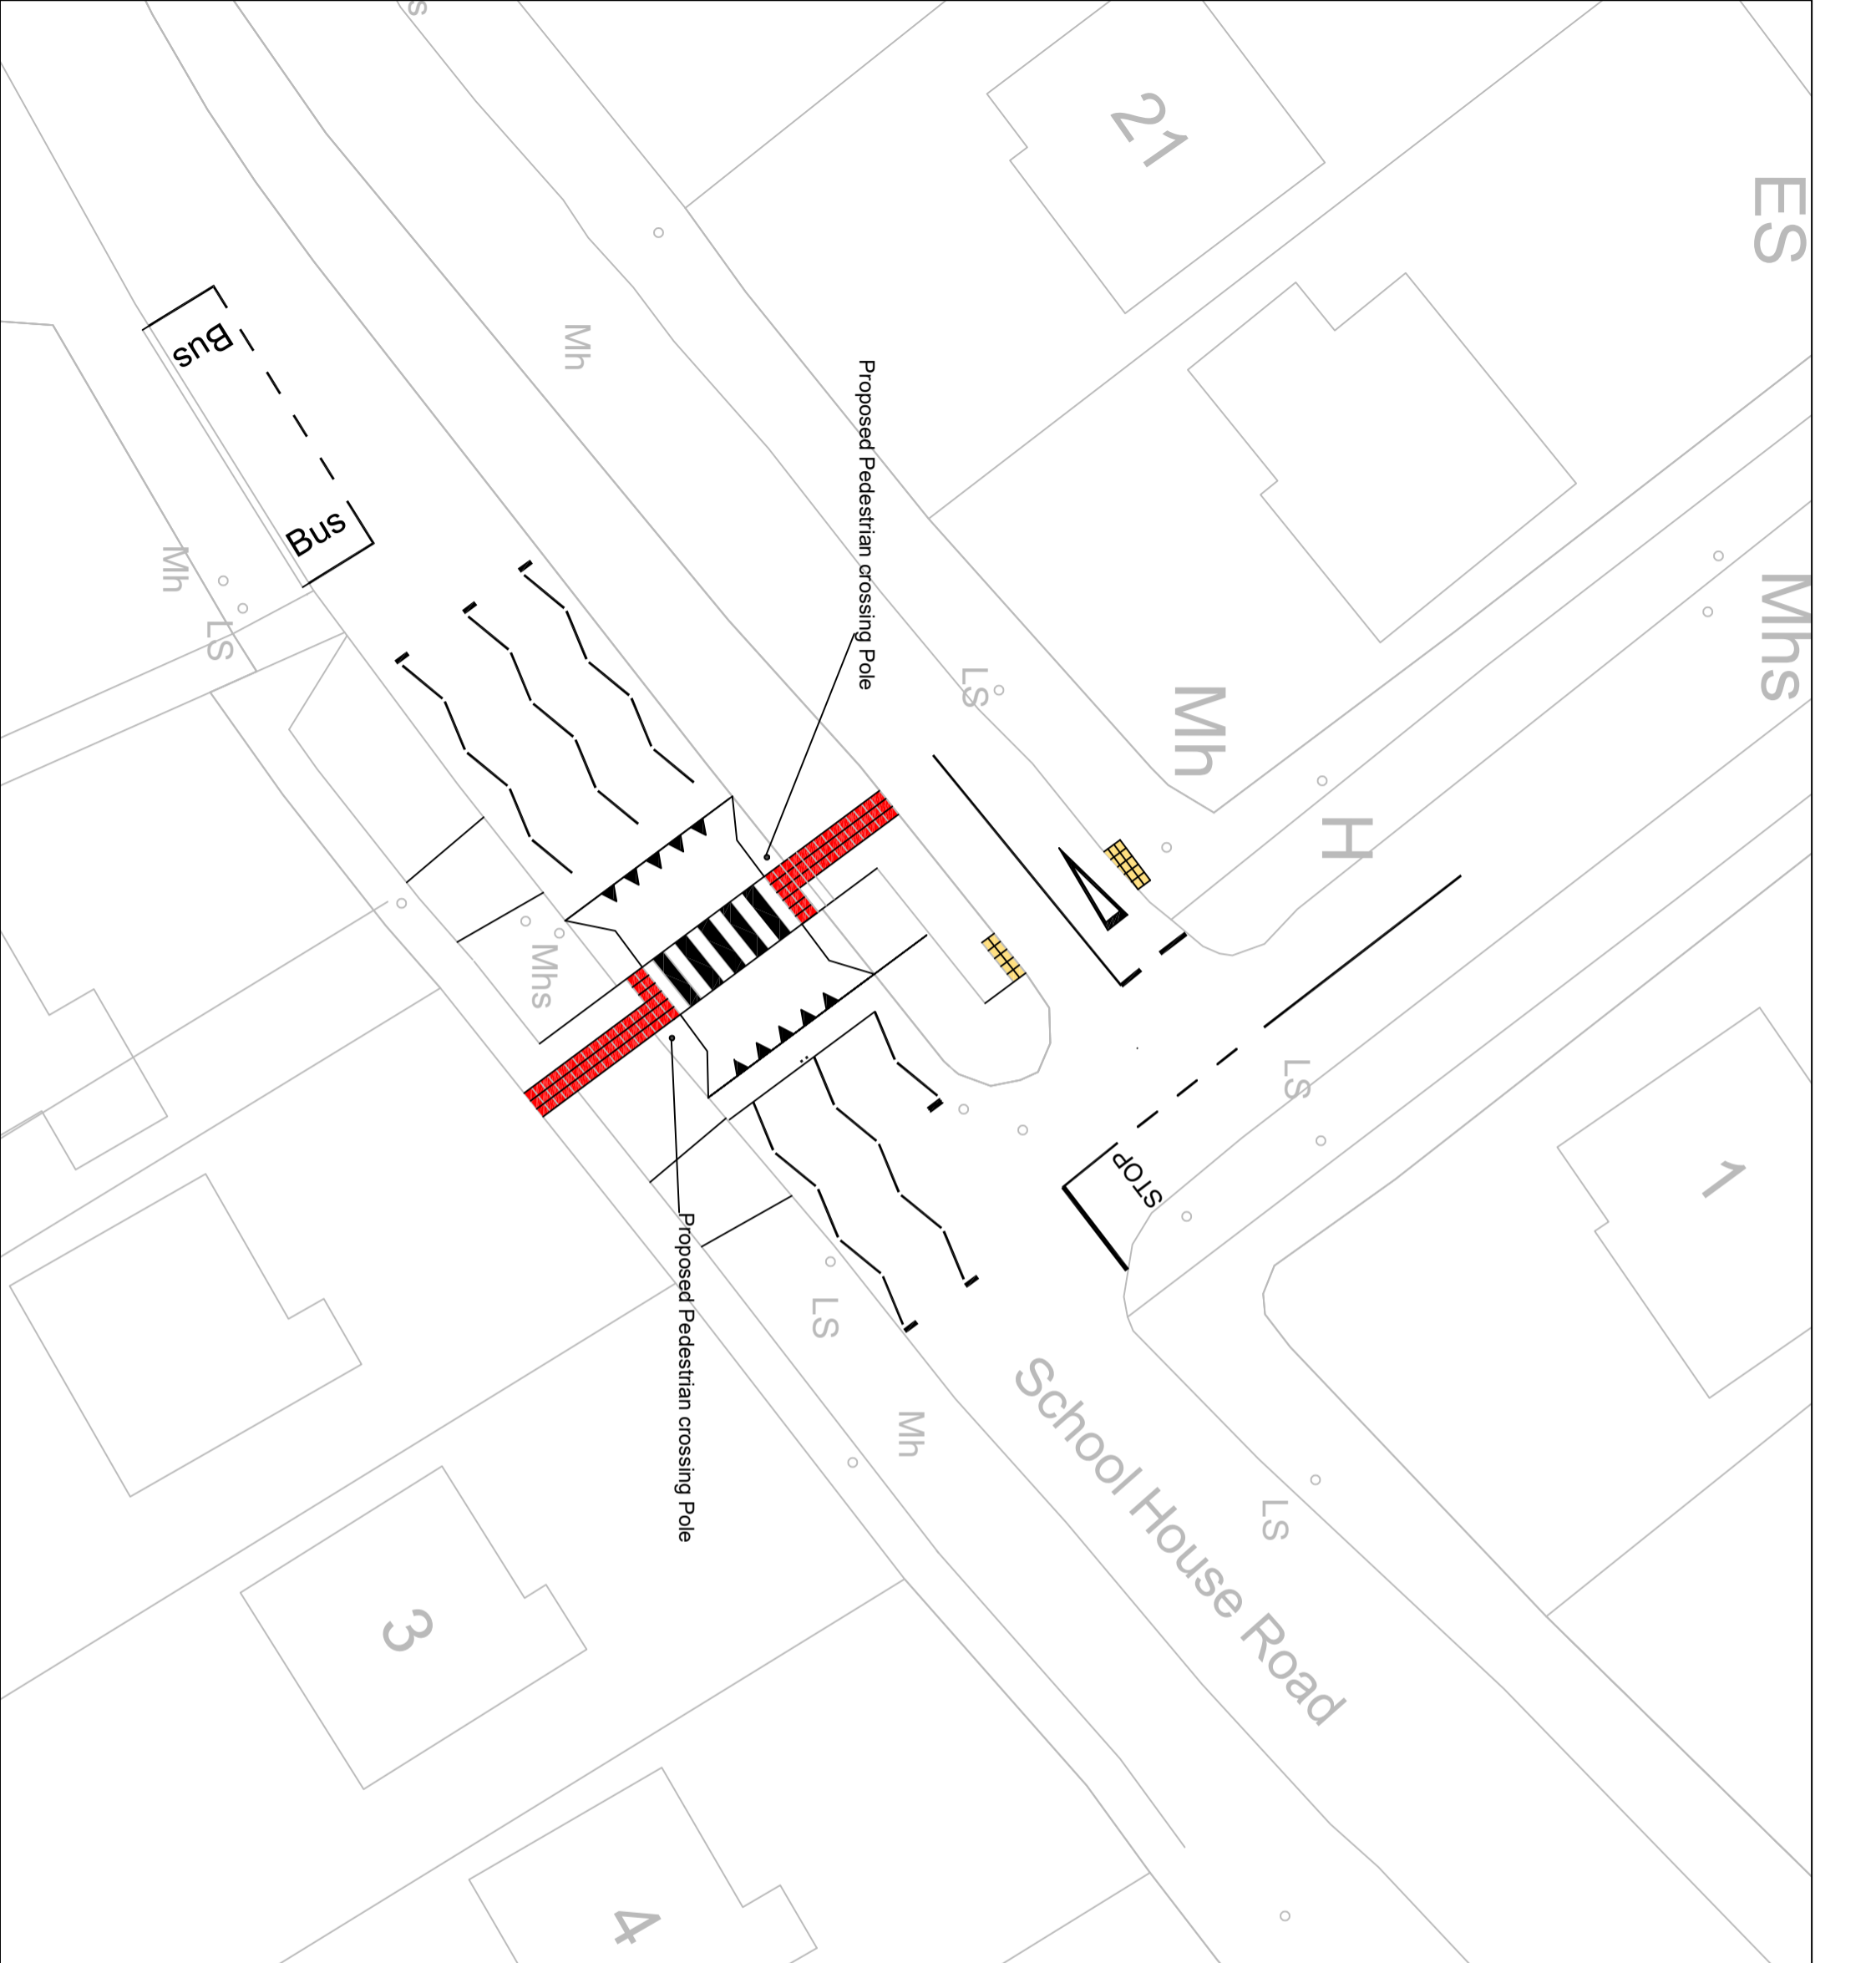 s
21
ES
Mh
Bus
Proposed Pedestrian crossing Pole
Bus
Mh
LS
LS
Mh
Mhs
H
Mhs
LS
STOP
1
Proposed Pedestrian crossing Pole
LS
Mh
School House Road
LS
3
4